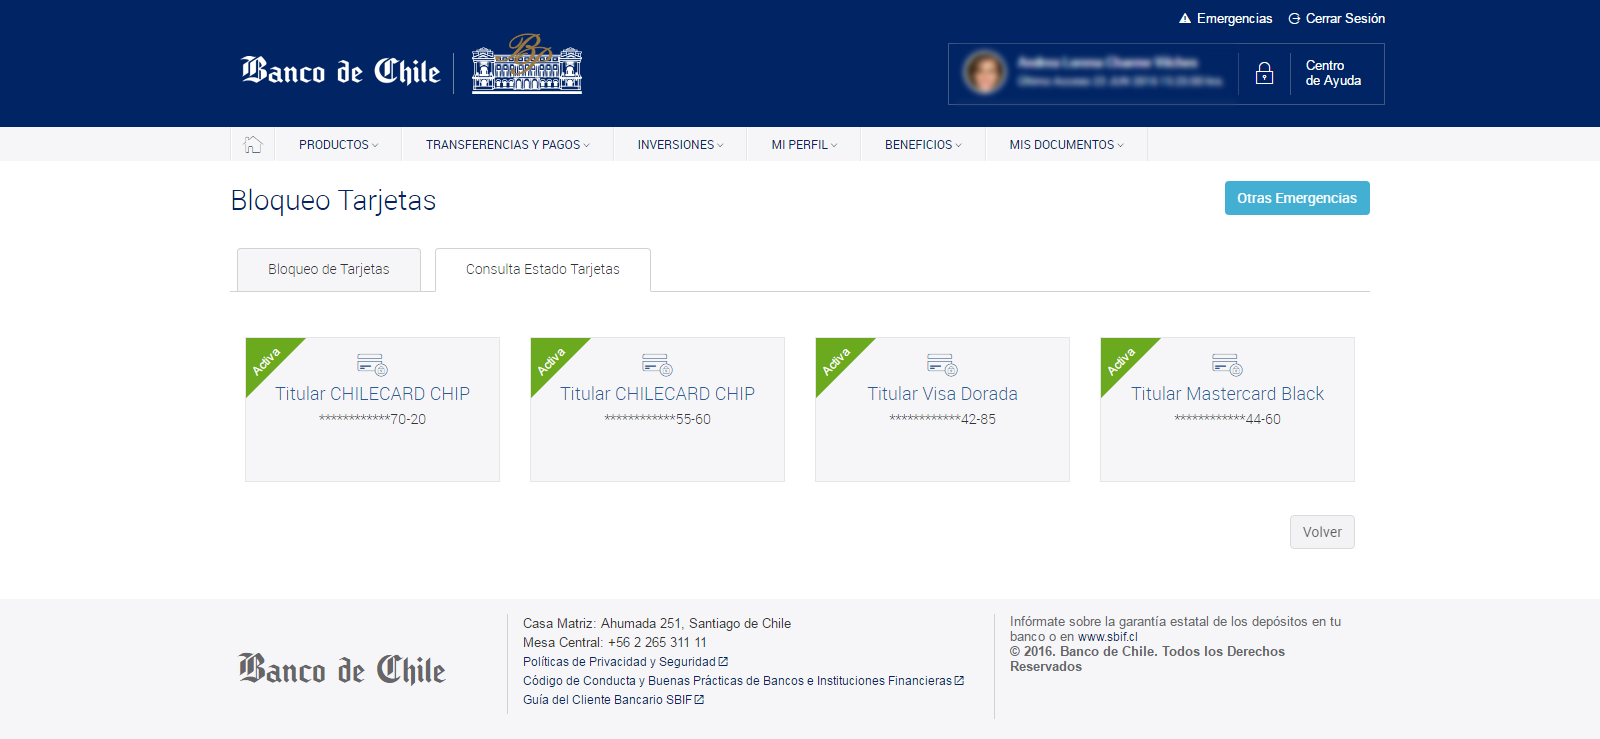 Emergencias
Cerrar Sesión
Banco de Chile
Centro
de Ayuda
PRODUCTOS
TRANSFERENCIAS Y PAGOS
INVERSIONES
MI PERFIL
BENEFICIOS
MIS DOCUMENTOS
Bloqueo Tarjetas
Otras Emergencias
Bloqueo de Tarjetas
Consulta Estado Tarjetas
Activa
Titular CHILECARD CHIP
************70-20
Activa
Titular CHILECARD CHIP
************55-60
Activa
Titular Visa Dorada
************42-85
Activa
Titular Mastercard Black
************44-60
Volver
Banco de Chile
Casa Matriz: Ahumada 251, Santiago de Chile
Mesa Central: +56 2 265 311 11
Políticas de Privacidad y Seguridad
Código de Conducta y Buenas Prácticas de Bancos e Instituciones Financieras
Guía del Cliente Bancario SBIF
Infórmate sobre la garantía estatal de los depósitos en tu
banco o en www.sbif.cl
© 2016. Banco de Chile. Todos los Derechos
Reservados